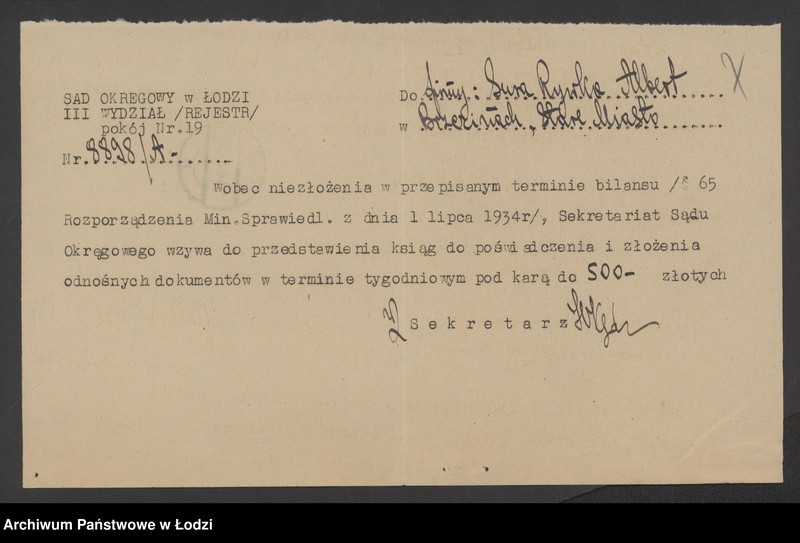 SĄD OKRĘGOWY w ŁODZI
III WYDZIAŁ /REJESTR/
pokój Nr.19
Nr.8898/A-
Do firmy: Sura Rywka Albert
w Brzezinach, Stare Miasto
Wobec niezłożenia w przepisanym terminie bilansu /§ 65
Rozporządzenia Min.Sprawiedl. z dnia 1 lipca 1934r/, Sekretariat Sądu
Okręgowego wzywa do przedstawienia ksiąg do poświadczenia i złożenia
odnośnych dokumentów w terminie tygodniowym pod karą do 500- złotych
Sekretarz
Archiwum Państwowe w Łodzi